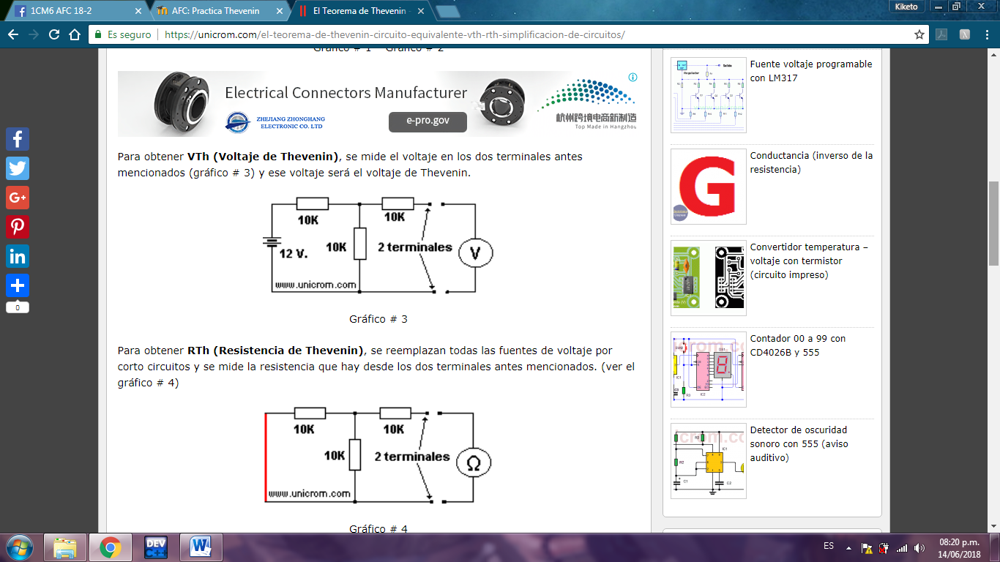 1CM6 AFC 18-2
AFC: Practica Thevenin
El Teorema de Thevenin -
Kiketo
Es seguro
https://unicrom.com/el-teorema-de-thevenin-circuito-equivalente-vth-rth-simplificacion-de-circuitos/
Electrical Connectors Manufacturer
ZHEJIANG ZHONGHANG
ELECTRONIC CO. LTD
e-pro.gov
杭州跨境电商新制造
Top Made in Hangzhou
Para obtener VTh (Voltaje de Thevenin), se mide el voltaje en los dos terminales antes
mencionados (gráfico # 3) y ese voltaje será el voltaje de Thevenin.
10K
10K
10K
2 terminales
V
12 V.
www.unicrom.com
Gráfico # 3
Para obtener RTh (Resistencia de Thevenin), se reemplazan todas las fuentes de voltaje por
corto circuitos y se mide la resistencia que hay desde los dos terminales antes mencionados. (ver el
gráfico # 4)
10K
10K
10K
2 terminales
Ω
www.unicrom.com
Gráfico # 4
0
Fuente voltaje programable
con LM317
G
Conductancia (inverso de la
resistencia)
Convertidor temperatura –
voltaje con termistor
(circuito impreso)
Contador 00 a 99 con
CD4026B y 555
Detector de oscuridad
sonoro con 555 (aviso
auditivo)
DEV
C++
ES
08:20 p.m.
14/06/2018